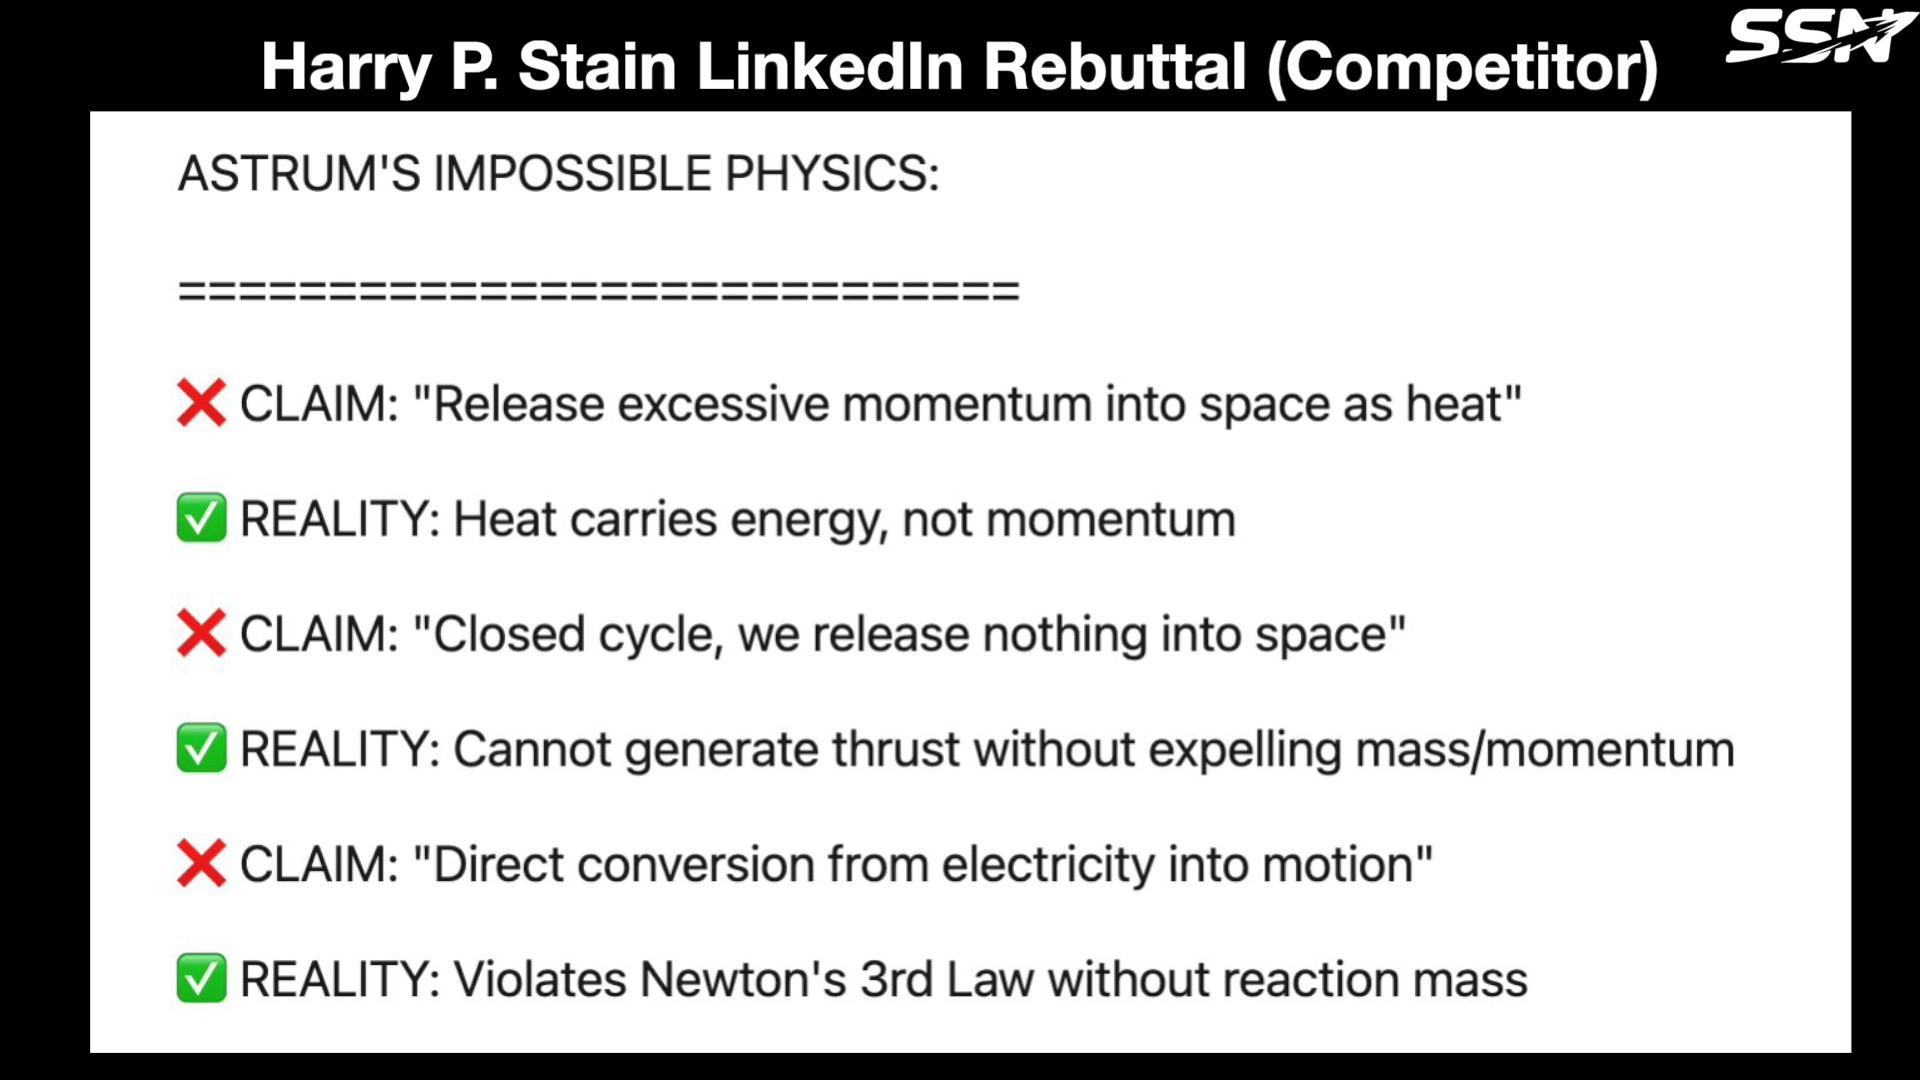 Harry P. Stain LinkedIn Rebuttal (Competitor)
SSN
ASTRUM'S IMPOSSIBLE PHYSICS:
============================
❌ CLAIM: "Release excessive momentum into space as heat"
✅ REALITY: Heat carries energy, not momentum
❌ CLAIM: "Closed cycle, we release nothing into space"
✅ REALITY: Cannot generate thrust without expelling mass/momentum
❌ CLAIM: "Direct conversion from electricity into motion"
✅ REALITY: Violates Newton's 3rd Law without reaction mass